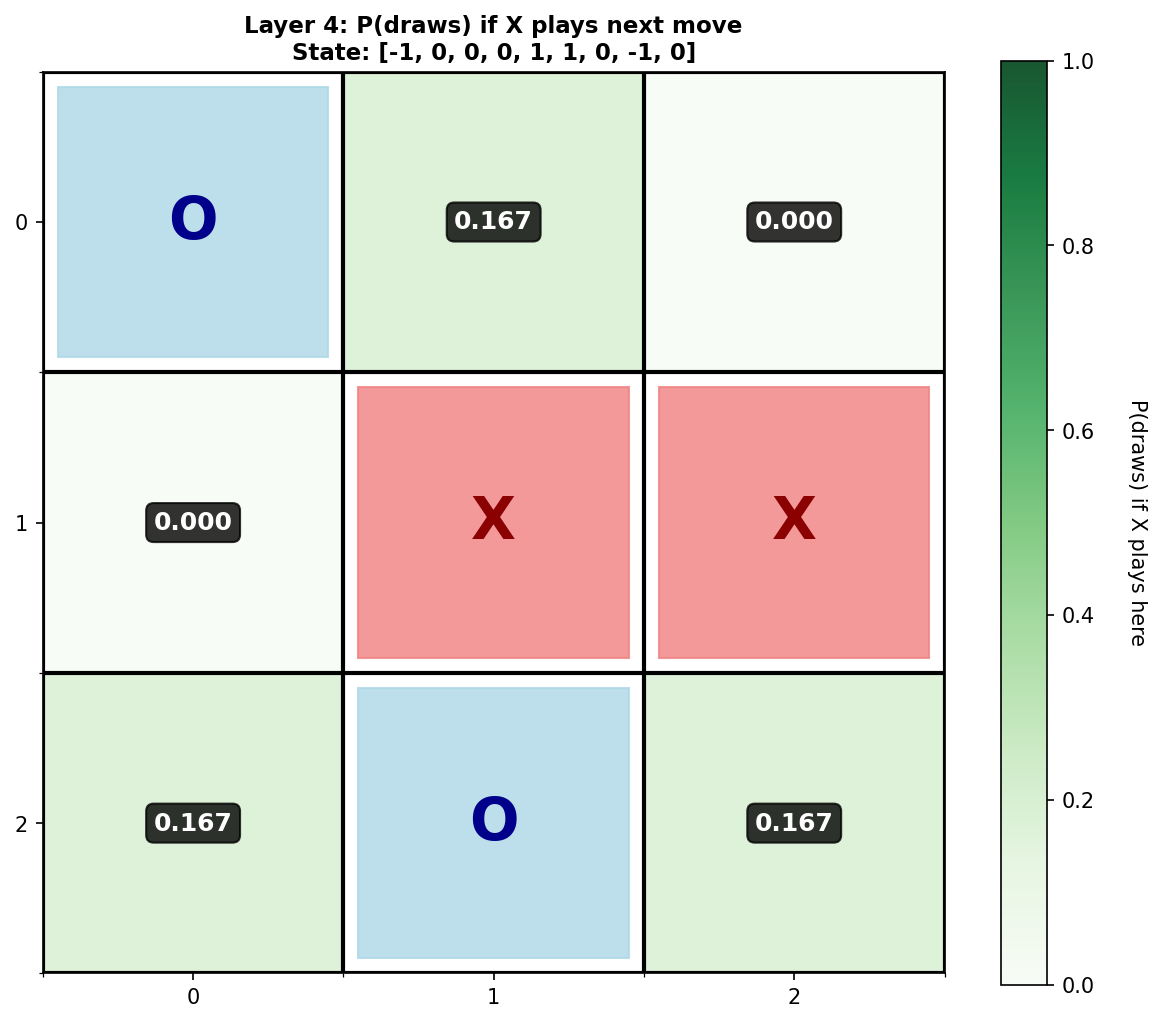 Layer 4: P(draws) if X plays next move
State: [-1, 0, 0, 0, 1, 1, 0, -1, 0]
0
O
0.167
0.000
1
0.000
X
X
2
0.167
O
0.167
0
1
2
1.0
0.8
0.6
0.4
0.2
0.0
P(draws) if X plays here